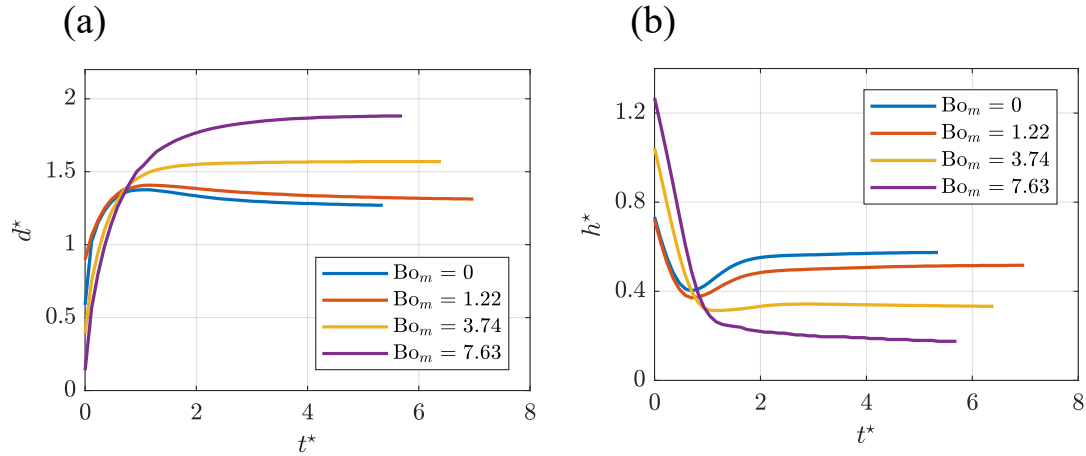 (a)
2
1.5
1
0.5
0
d⋆
0
2
4
6
8
t⋆
Bo_m = 0
Bo_m = 1.22
Bo_m = 3.74
Bo_m = 7.63
(b)
1.2
0.8
0.4
0
h⋆
0
2
4
6
8
t⋆
Bo_m = 0
Bo_m = 1.22
Bo_m = 3.74
Bo_m = 7.63